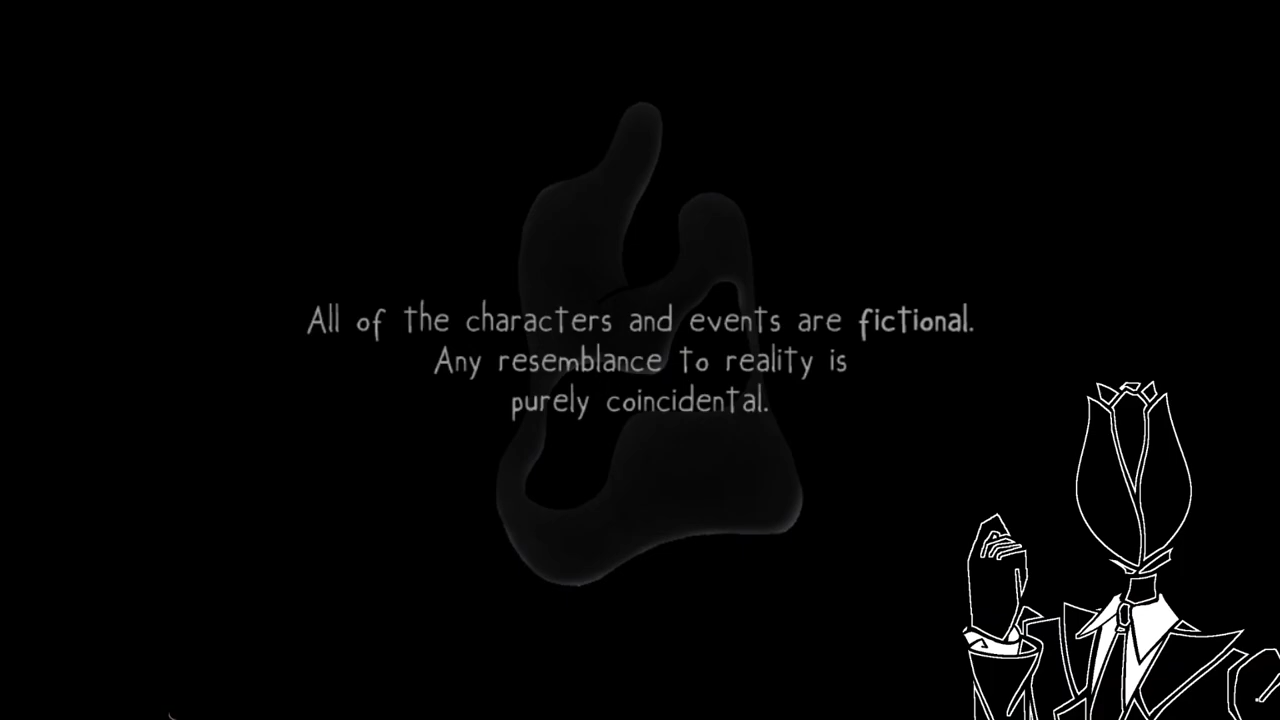 All of the characters and events are fictional.
Any resemblance to reality is
purely coincidental.